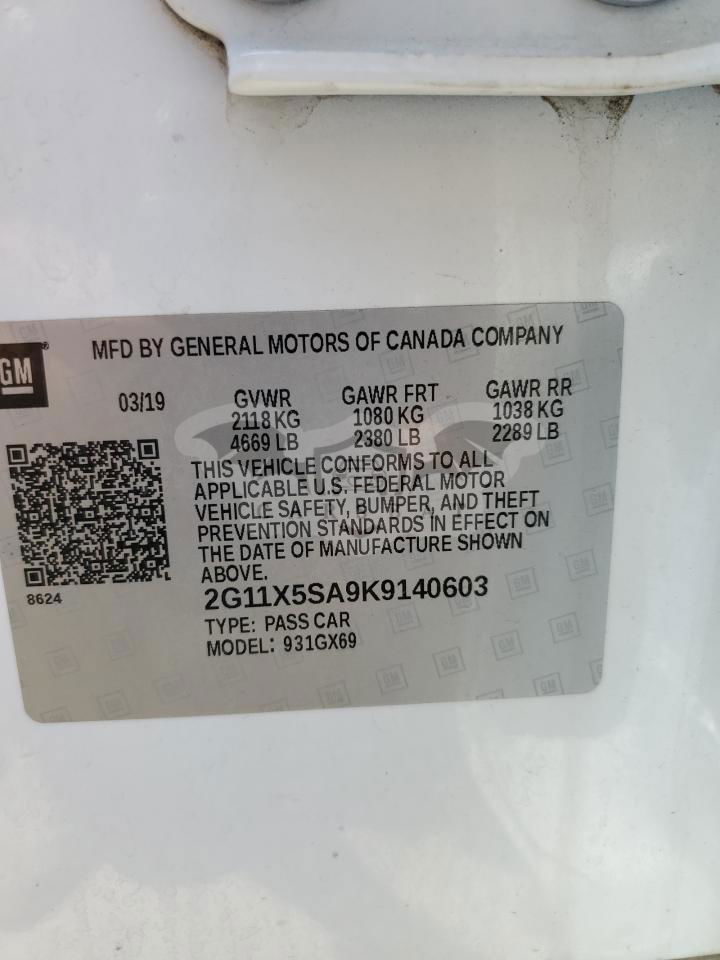 MFD BY GENERAL MOTORS OF CANADA COMPANY
GM
03/19
GVWR
2118 KG
4669 LB
GAWR FRT
1080 KG
2380 LB
GAWR RR
1038 KG
2289 LB
THIS VEHICLE CONFORMS TO ALL
APPLICABLE U.S. FEDERAL MOTOR
VEHICLE SAFETY, BUMPER, AND THEFT
PREVENTION STANDARDS IN EFFECT ON
THE DATE OF MANUFACTURE SHOWN
ABOVE.
8624
2G11X5SA9K9140603
TYPE: PASS CAR
MODEL: 931GX69